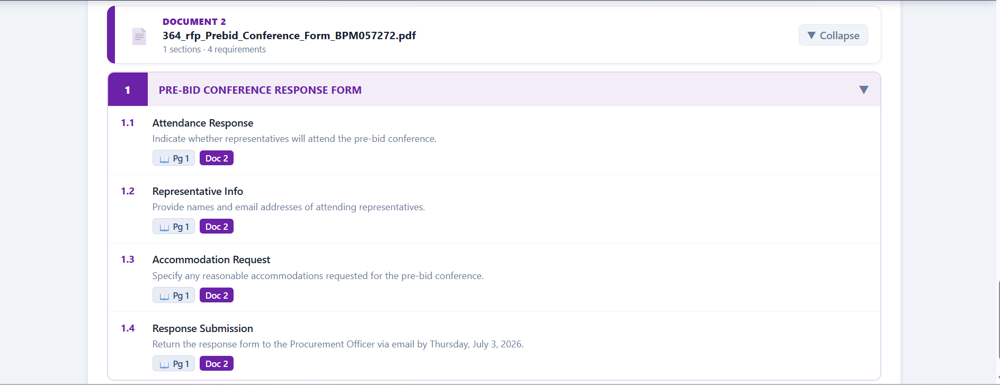 DOCUMENT 2
364_rfp_Prebid_Conference_Form_BPM057272.pdf
1 sections · 4 requirements
▼ Collapse
1 PRE-BID CONFERENCE RESPONSE FORM ▼
1.1 Attendance Response
Indicate whether representatives will attend the pre-bid conference.
Pg 1 Doc 2
1.2 Representative Info
Provide names and email addresses of attending representatives.
Pg 1 Doc 2
1.3 Accommodation Request
Specify any reasonable accommodations requested for the pre-bid conference.
Pg 1 Doc 2
1.4 Response Submission
Return the response form to the Procurement Officer via email by Thursday, July 3, 2026.
Pg 1 Doc 2